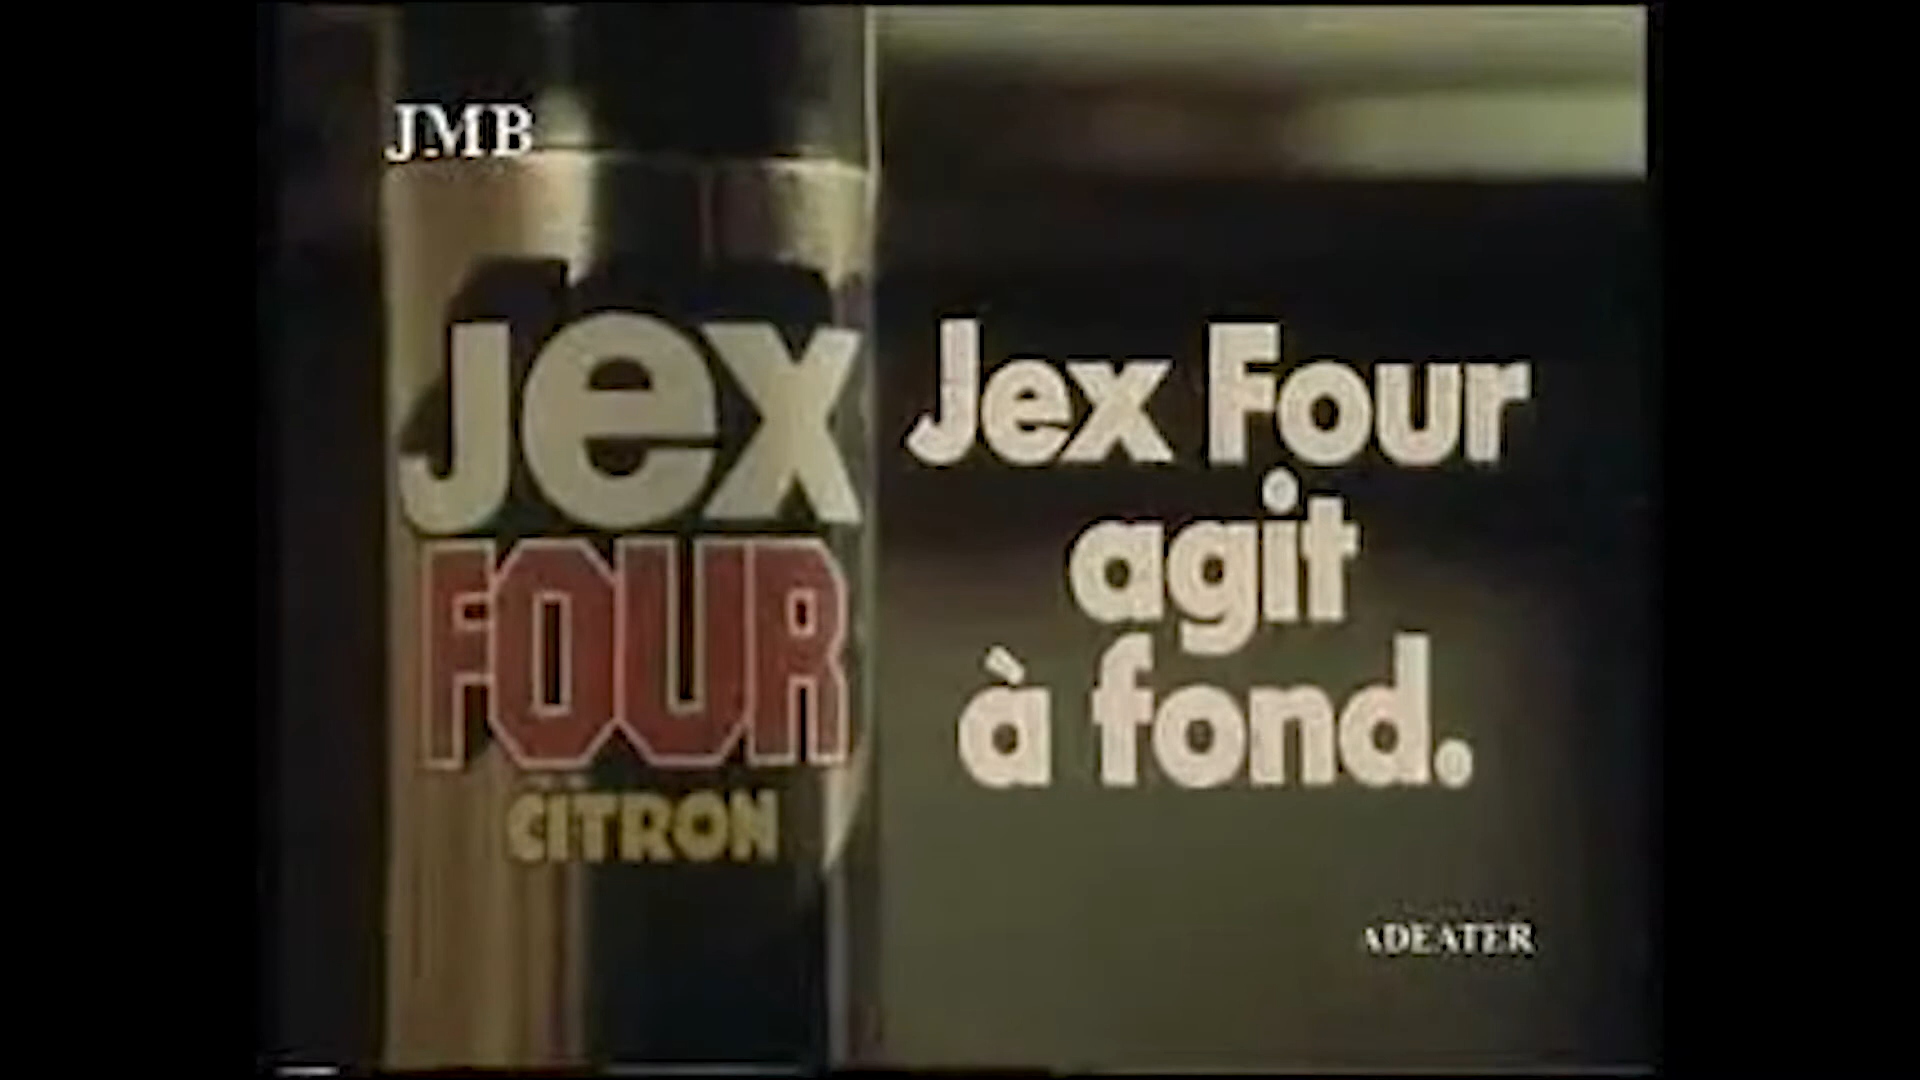 JMB
Jex
FOUR
CITRON
Jex Four
agit
à fond.
ADEATER